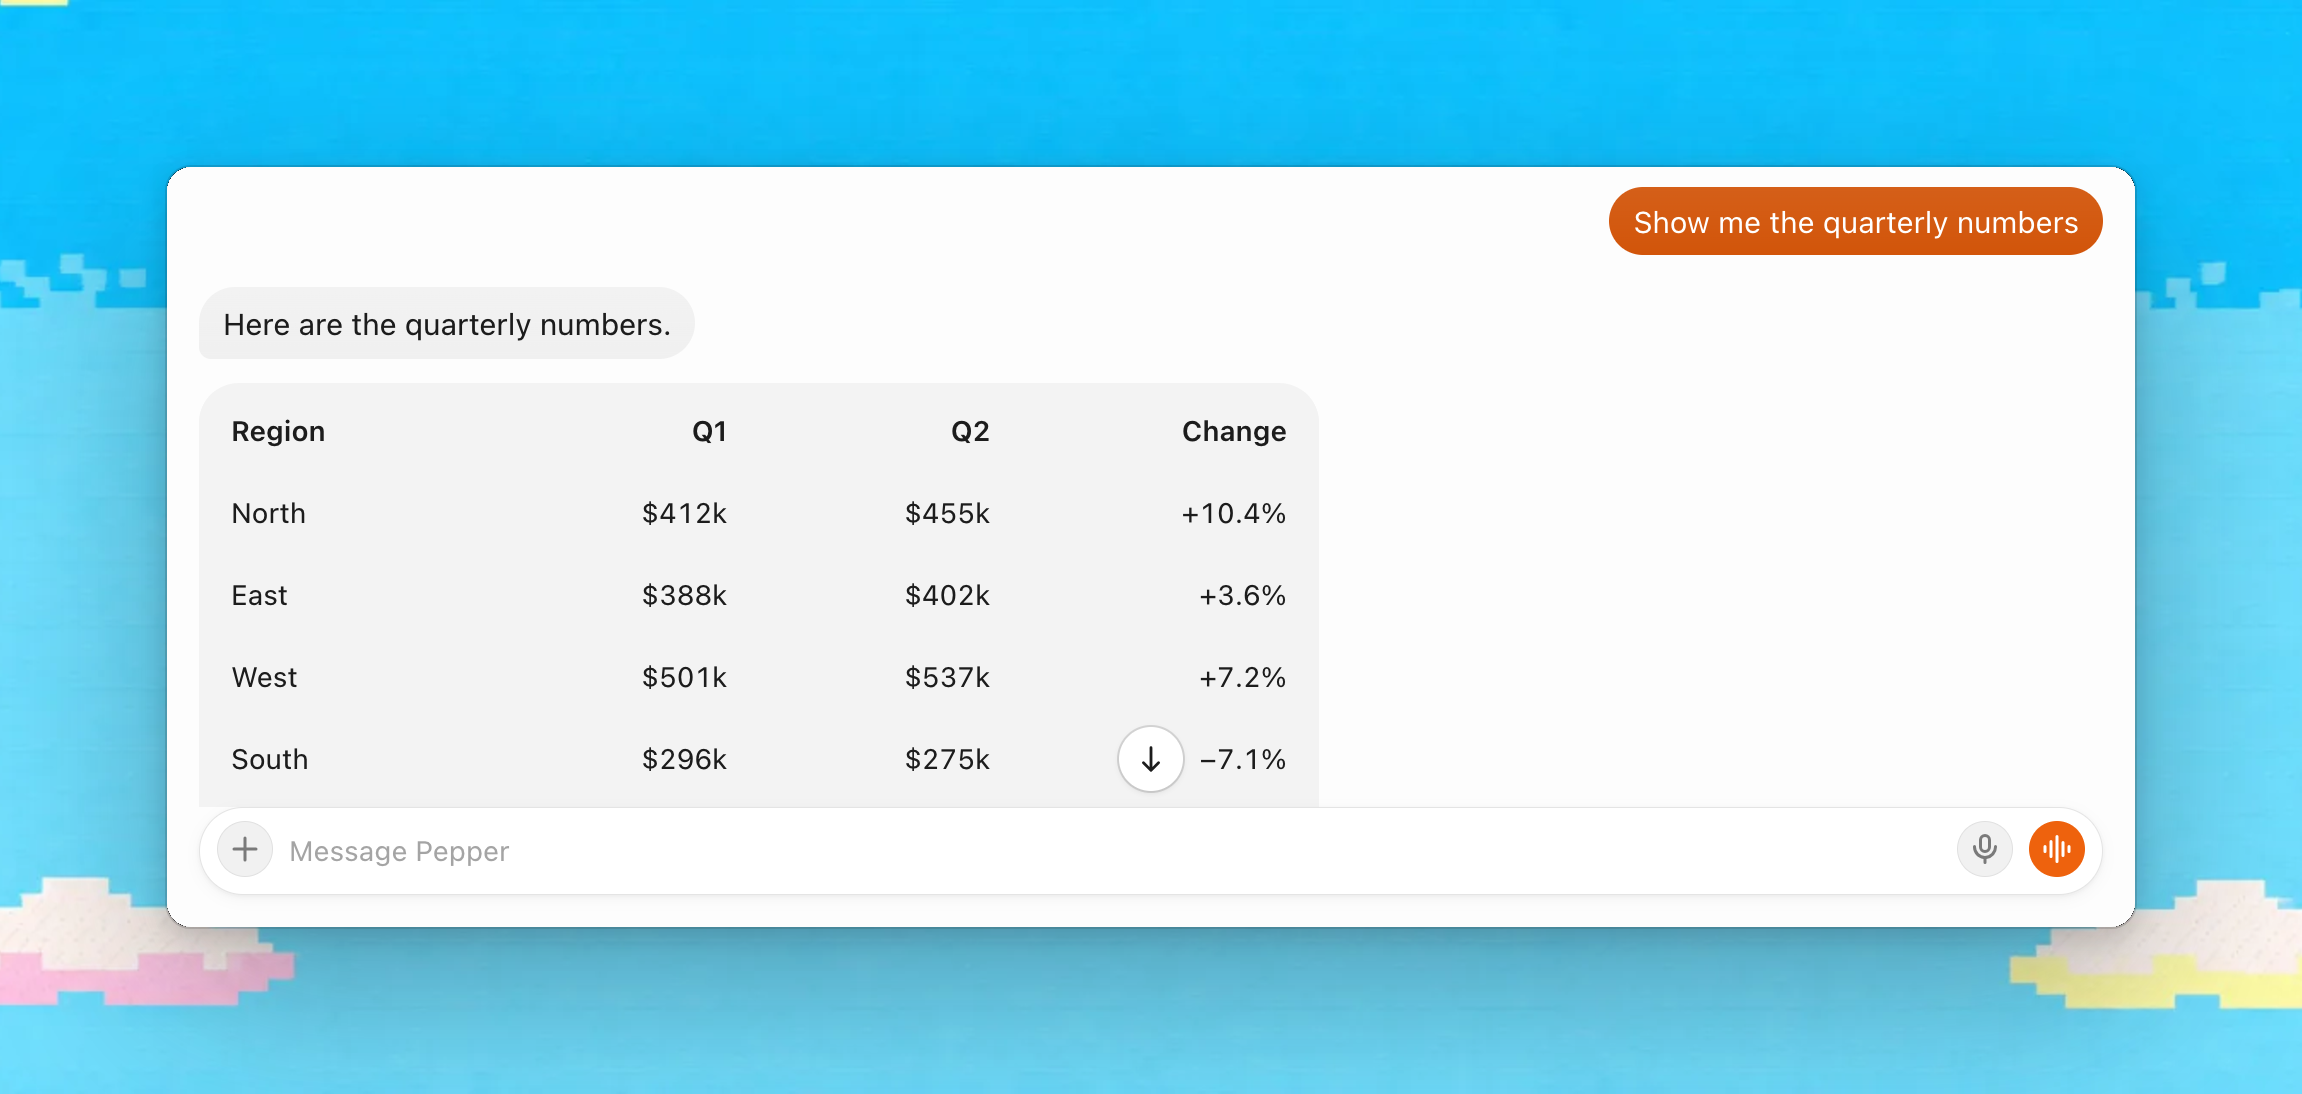 Show me the quarterly numbers
Here are the quarterly numbers.
Region Q1 Q2 Change
North $412k $455k +10.4%
East $388k $402k +3.6%
West $501k $537k +7.2%
South $296k $275k −7.1%
Message Pepper